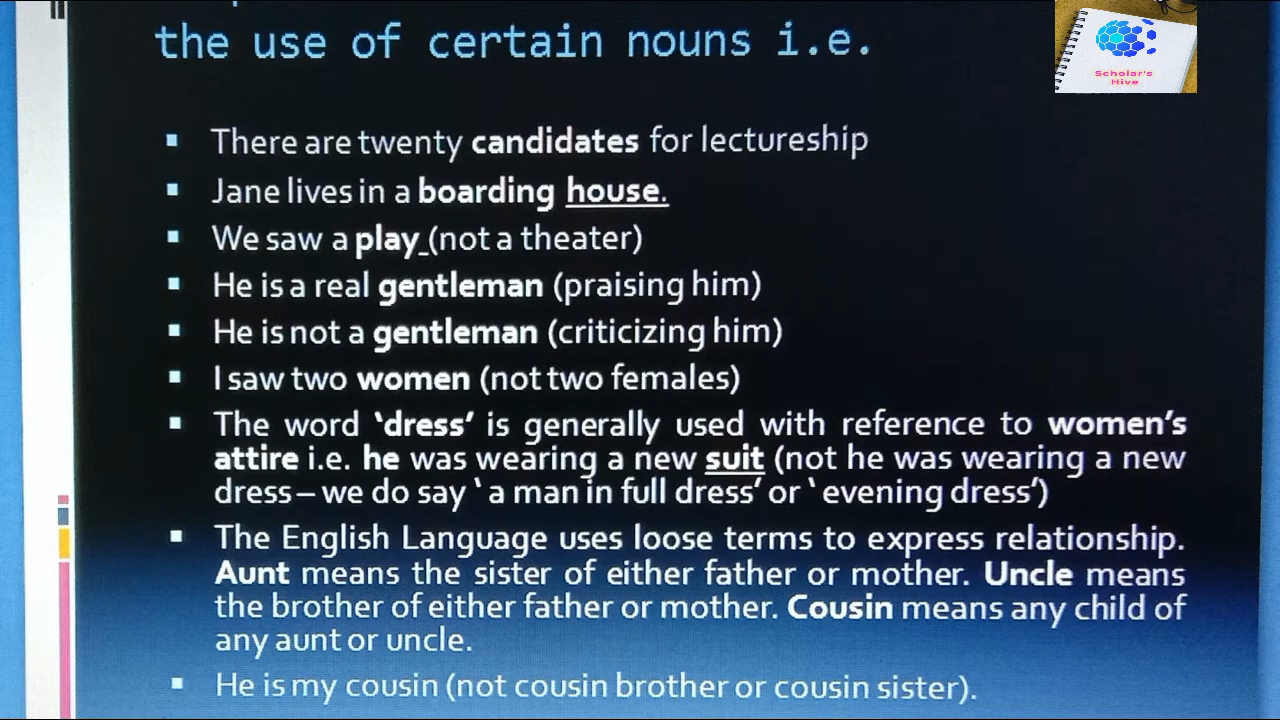 the use of certain nouns i.e.
Scholar's
Hive
▪ There are twenty candidates for lectureship
▪ Jane lives in a boarding house.
▪ We saw a play (not a theater)
▪ He is a real gentleman (praising him)
▪ He is not a gentleman (criticizing him)
▪ I saw two women (not two females)
▪ The word ‘dress’ is generally used with reference to women’s
attire i.e. he was wearing a new suit (not he was wearing a new
dress – we do say ‘ a man in full dress’ or ‘ evening dress’)
▪ The English Language uses loose terms to express relationship.
Aunt means the sister of either father or mother. Uncle means
the brother of either father or mother. Cousin means any child of
any aunt or uncle.
▪ He is my cousin (not cousin brother or cousin sister).